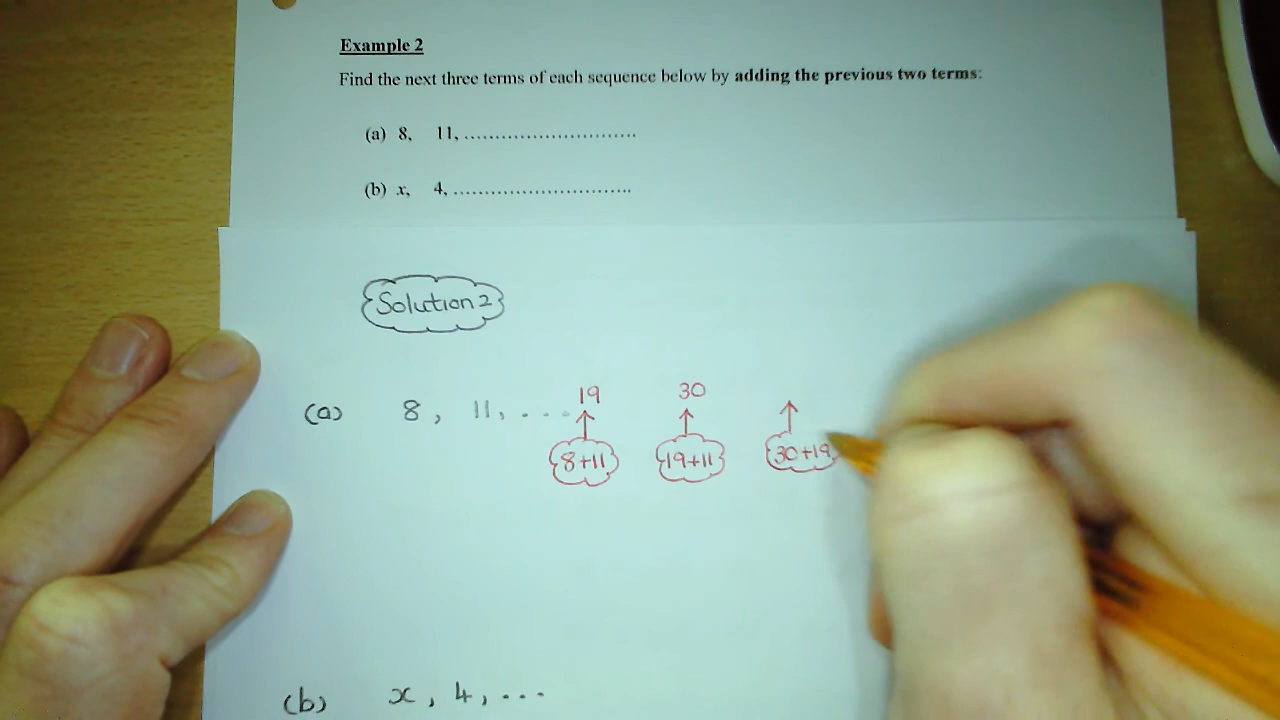 Example 2
Find the next three terms of each sequence below by adding the previous two terms:
(a) 8, 11, ............................
(b) x, 4, .............................
Solution 2
(a) 8, 11, ... 19 30
8+11 19+11 30+19
(b) x, 4, ...